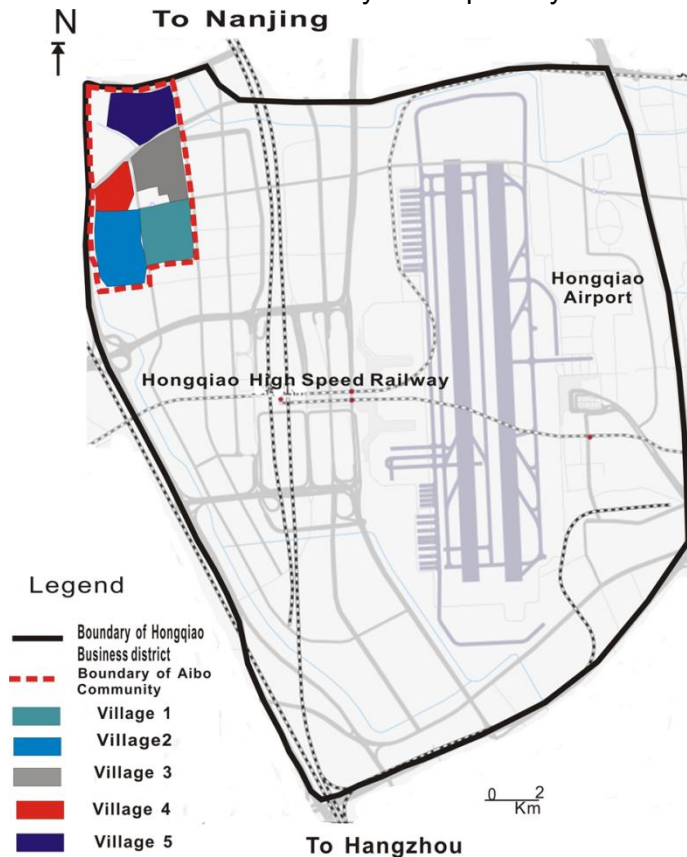 To Nanjing
N
Hongqiao
Airport
Hongqiao High Speed Railway
Legend
Boundary of Hongqiao
Business district
Boundary of Aibo
Community
Village 1
Village2
Village 3
Village 4
Village 5
0 2
Km
To Hangzhou